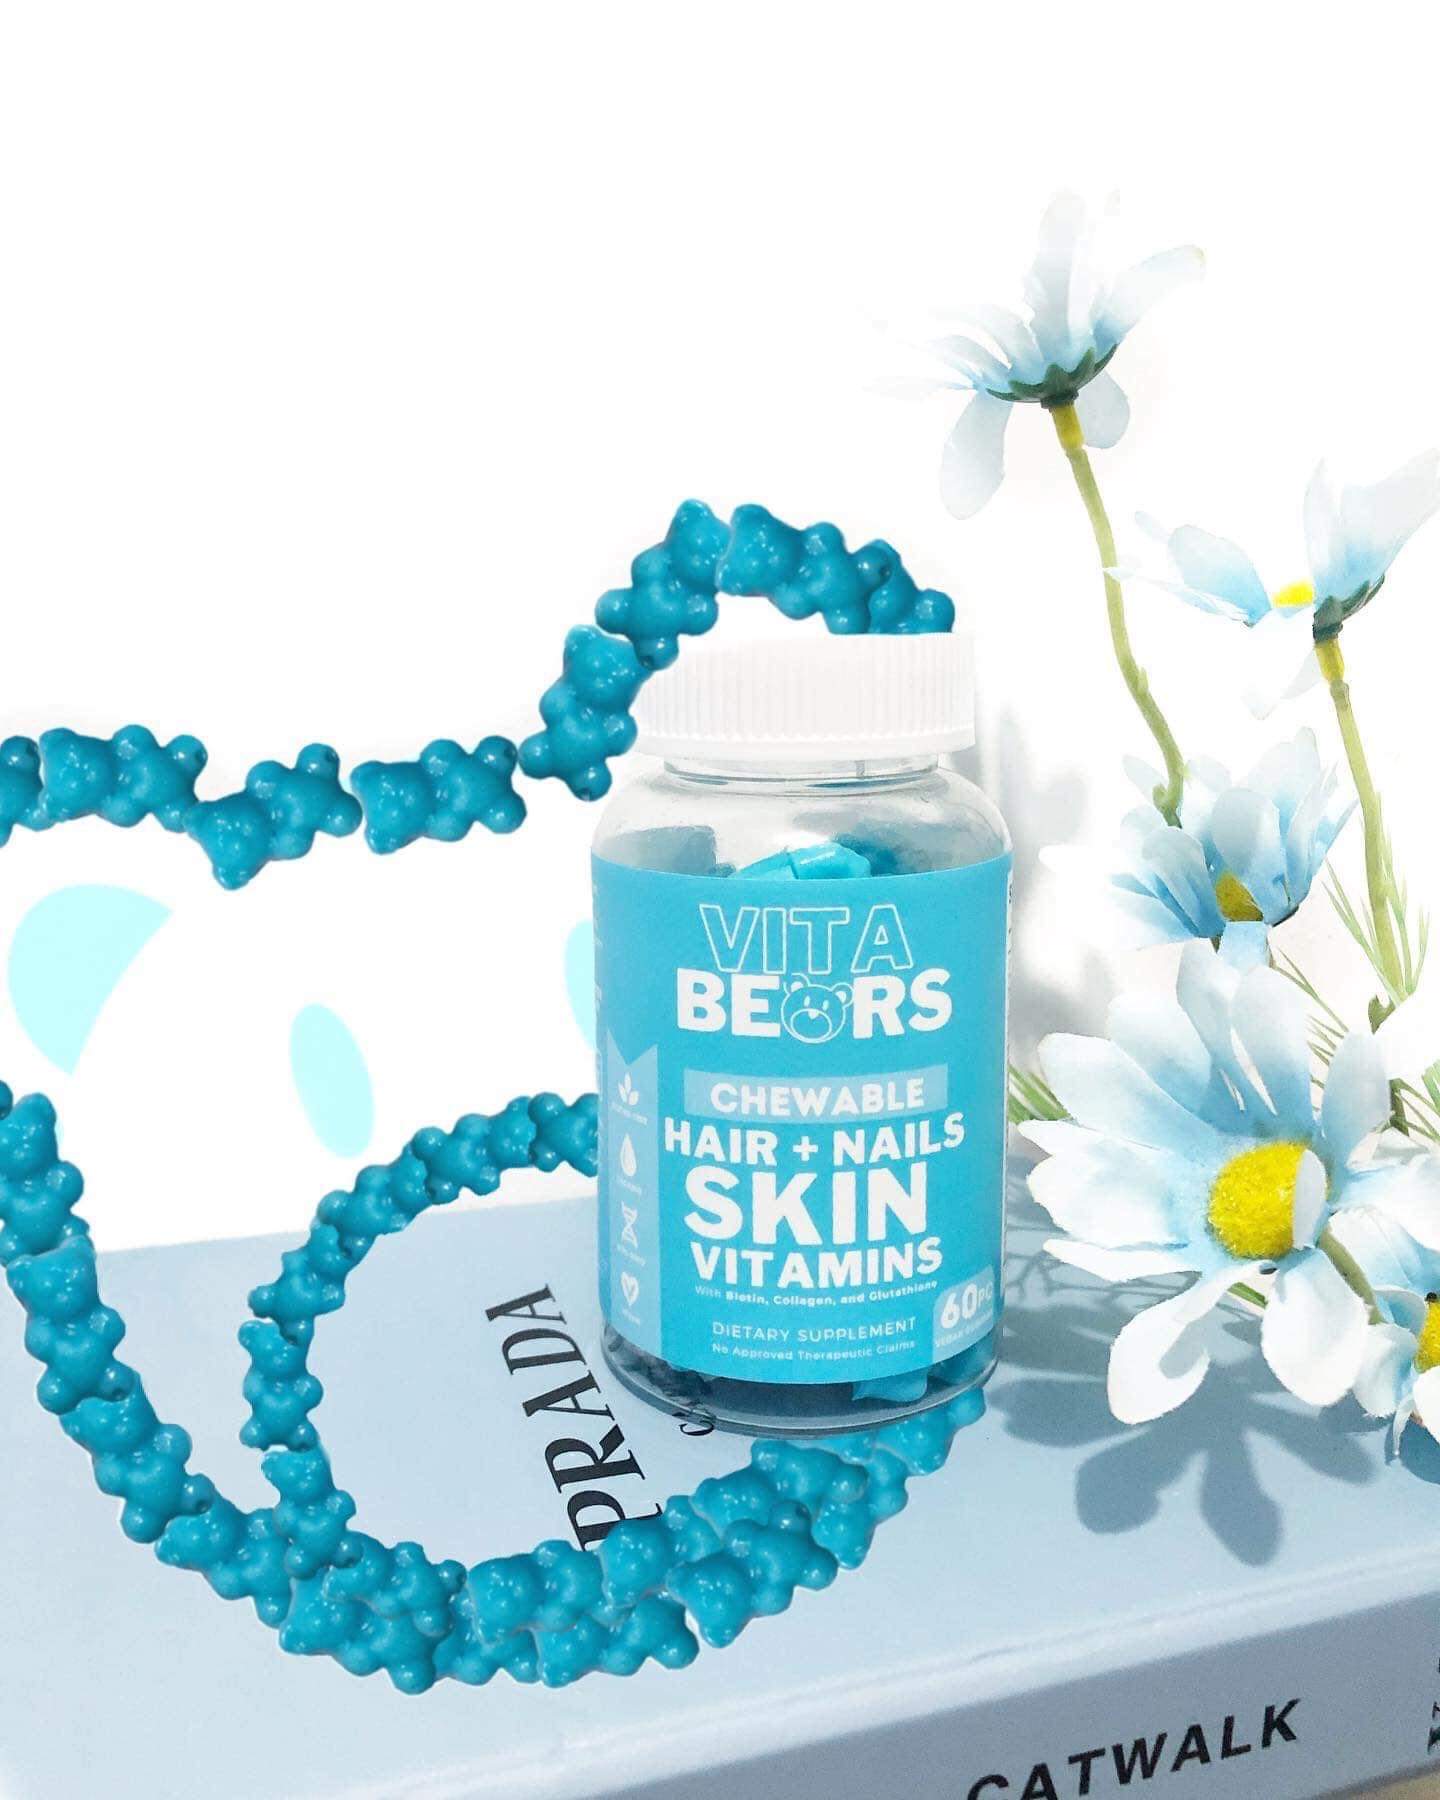 VITA
BEARS
CHEWABLE
HAIR + NAILS
SKIN
VITAMINS
With Biotin, Collagen, and Glutathione
DIETARY SUPPLEMENT
No Approved Therapeutic Claims
60PC
PRADA
CATWALK